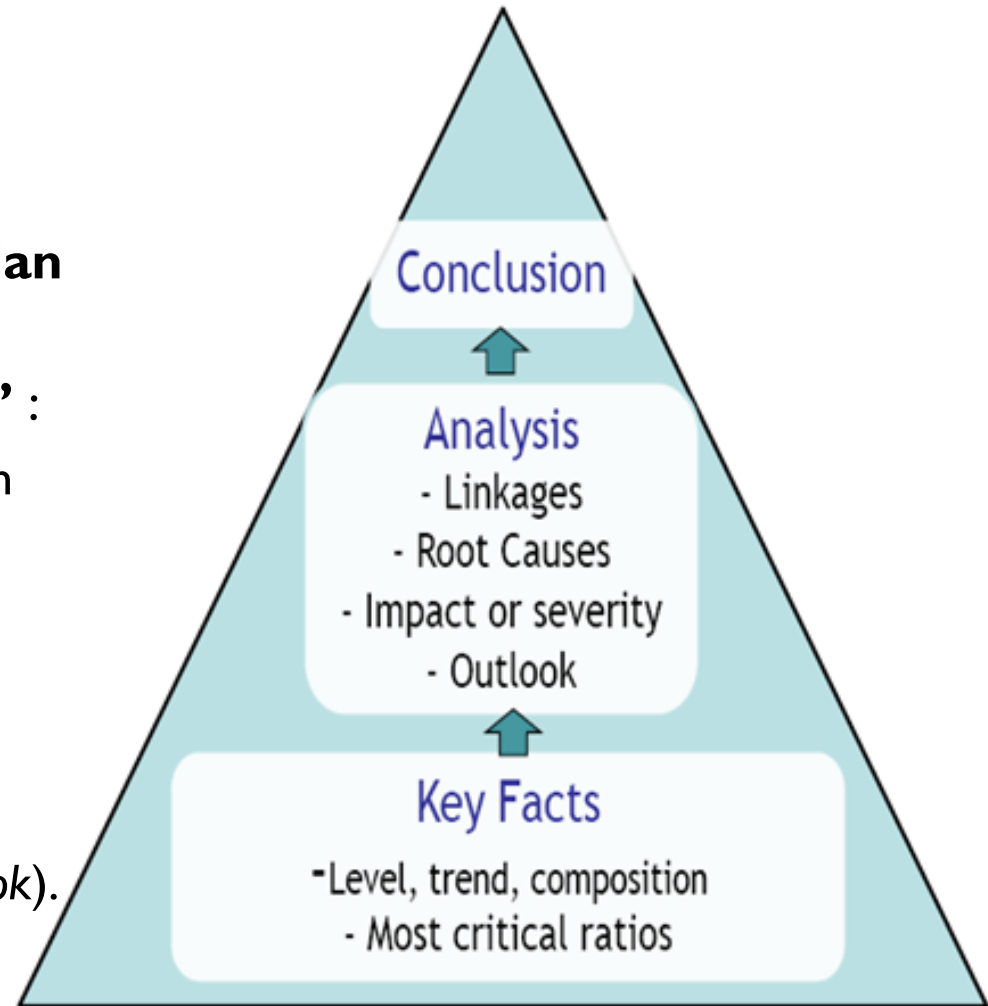 an
” :
Conclusion
Analysis
- Linkages
- Root Causes
- Impact or severity
- Outlook
Key Facts
-Level, trend, composition
ok).
- Most critical ratios